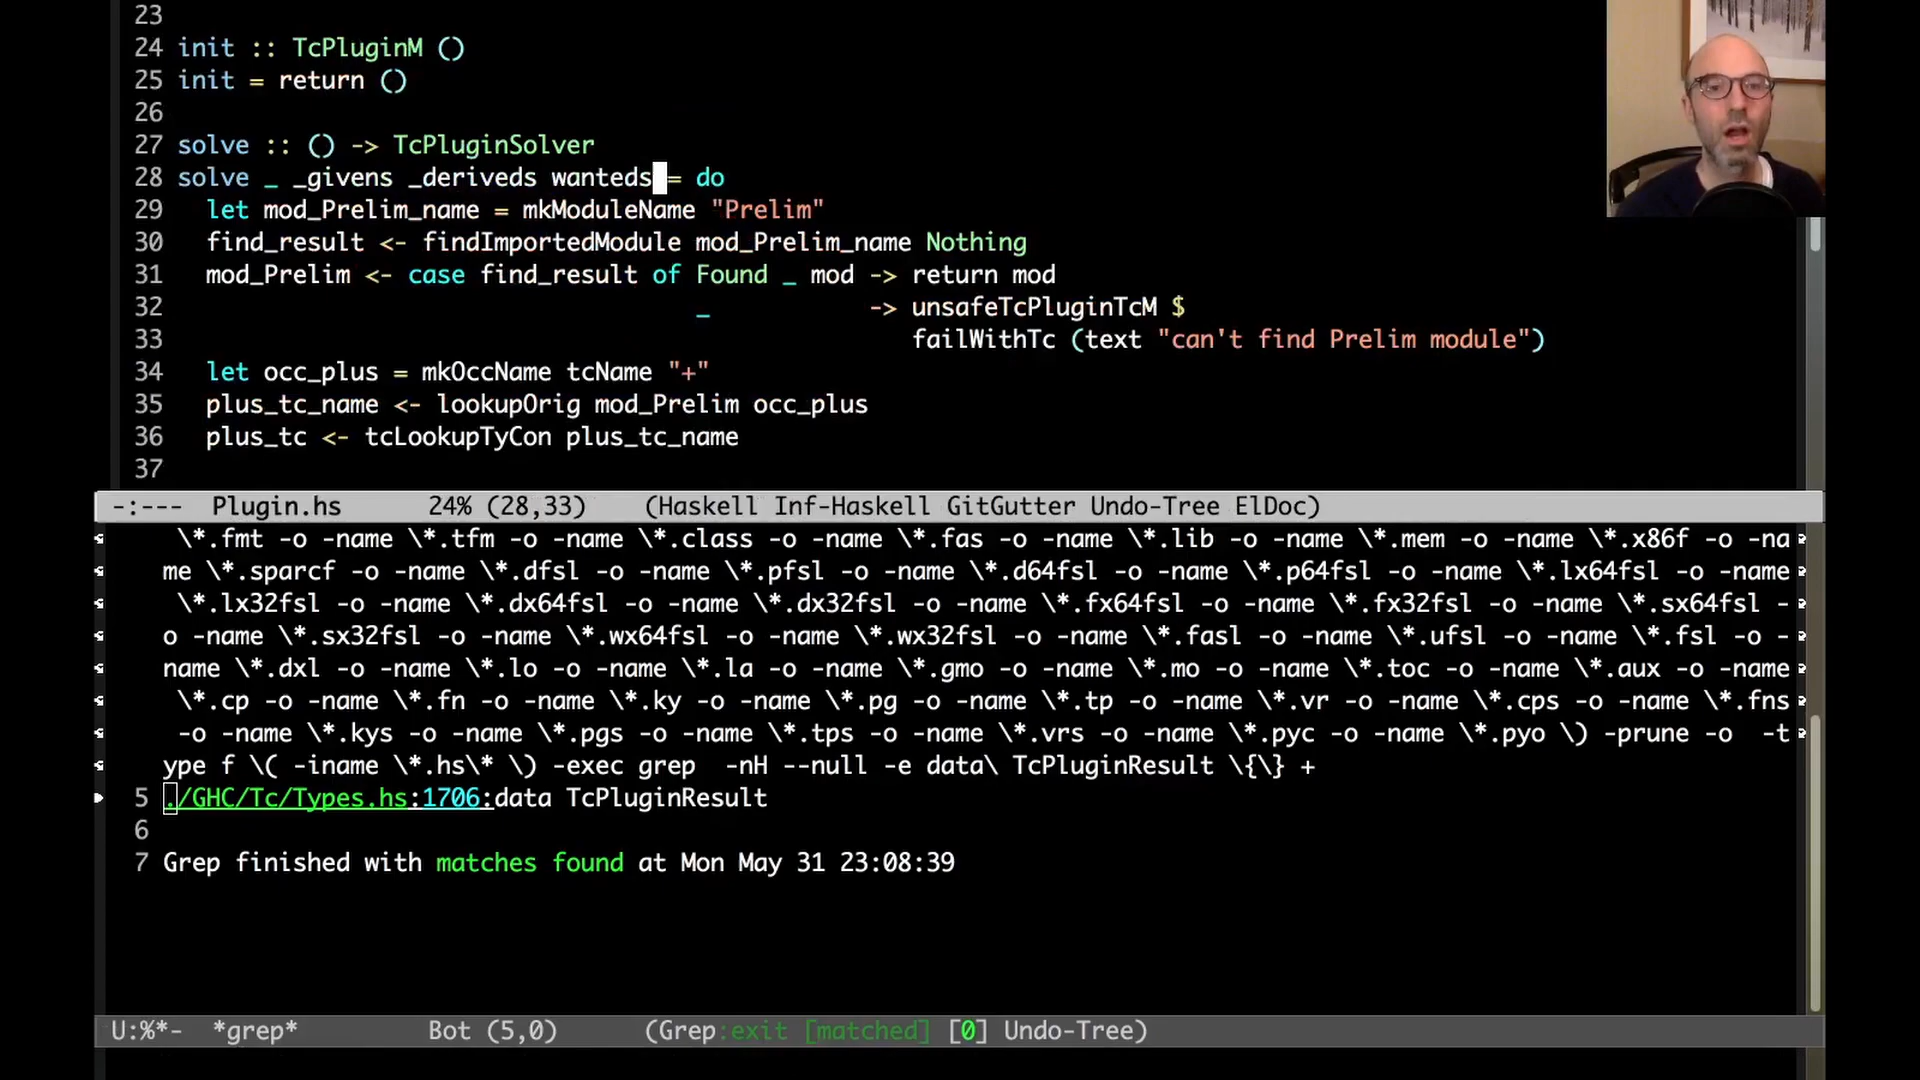 23
24 init :: TcPluginM ()
25 init = return ()
26
27 solve :: () -> TcPluginSolver
28 solve _ _givens _deriveds wanteds = do
29   let mod_Prelim_name = mkModuleName "Prelim"
30   find_result <- findImportedModule mod_Prelim_name Nothing
31   mod_Prelim <- case find_result of Found _ mod -> return mod
32                                     _           -> unsafeTcPluginTcM $
33                                                    failWithTc (text "can't find Prelim module")
34   let occ_plus = mkOccName tcName "+"
35   plus_tc_name <- lookupOrig mod_Prelim occ_plus
36   plus_tc <- tcLookupTyCon plus_tc_name
37
-:---  Plugin.hs      24% (28,33)    (Haskell Inf-Haskell GitGutter Undo-Tree ElDoc)
 \*.fmt -o -name \*.tfm -o -name \*.class -o -name \*.fas -o -name \*.lib -o -name \*.mem -o -name \*.x86f -o -na
me \*.sparcf -o -name \*.dfsl -o -name \*.pfsl -o -name \*.d64fsl -o -name \*.p64fsl -o -name \*.lx64fsl -o -name
 \*.lx32fsl -o -name \*.dx64fsl -o -name \*.dx32fsl -o -name \*.fx64fsl -o -name \*.fx32fsl -o -name \*.sx64fsl -
o -name \*.sx32fsl -o -name \*.wx64fsl -o -name \*.wx32fsl -o -name \*.fasl -o -name \*.ufsl -o -name \*.fsl -o -
name \*.dxl -o -name \*.lo -o -name \*.la -o -name \*.gmo -o -name \*.mo -o -name \*.toc -o -name \*.aux -o -name
 \*.cp -o -name \*.fn -o -name \*.ky -o -name \*.pg -o -name \*.tp -o -name \*.vr -o -name \*.cps -o -name \*.fns
 -o -name \*.kys -o -name \*.pgs -o -name \*.tps -o -name \*.vrs -o -name \*.pyc -o -name \*.pyo \) -prune -o  -t
ype f \( -iname \*.hs\* \) -exec grep  -nH --null -e data\ TcPluginResult \{\} +
5 ./GHC/Tc/Types.hs:1706:data TcPluginResult
6
7 Grep finished with matches found at Mon May 31 23:08:39
U:%*-  *grep*         Bot (5,0)      (Grep:exit [matched] [0] Undo-Tree)